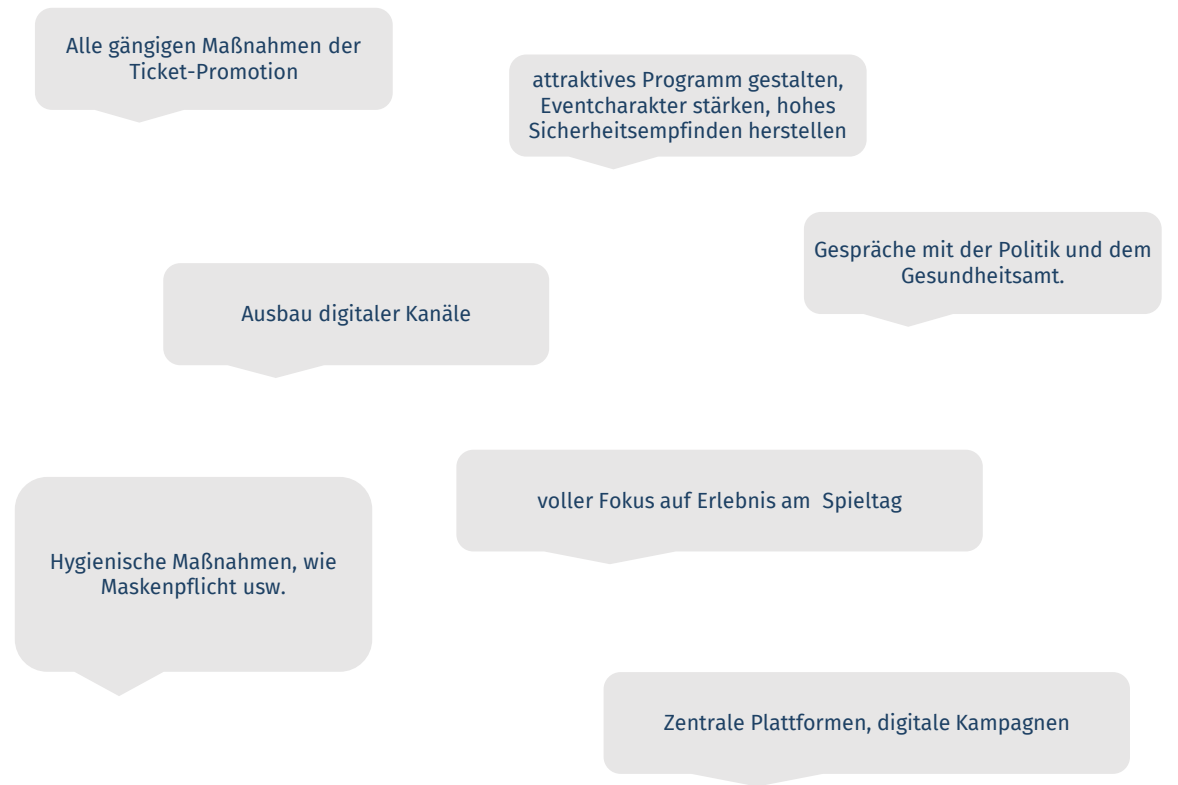 Alle gängigen Maßnahmen der
Ticket-Promotion
attraktives Programm gestalten,
Eventcharakter stärken, hohes
Sicherheitsempfinden herstellen
Gespräche mit der Politik und dem
Gesundheitsamt.
Ausbau digitaler Kanäle
voller Fokus auf Erlebnis am  Spieltag
Hygienische Maßnahmen, wie
Maskenpflicht usw.
Zentrale Plattformen, digitale Kampagnen